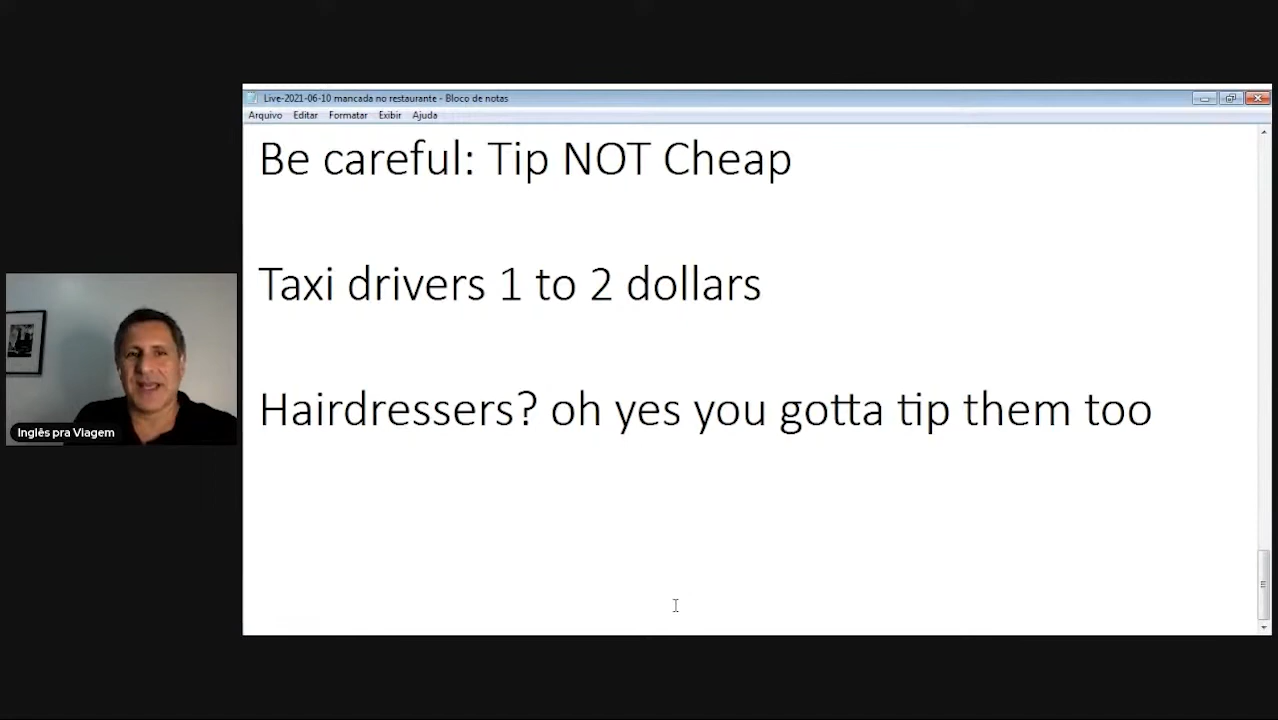 Live-2021-06-10 mancada no restaurante - Bloco de notas
Arquivo Editar Formatar Exibir Ajuda
Be careful: Tip NOT Cheap
Taxi drivers 1 to 2 dollars
Hairdressers? oh yes you gotta tip them too
Inglês pra Viagem